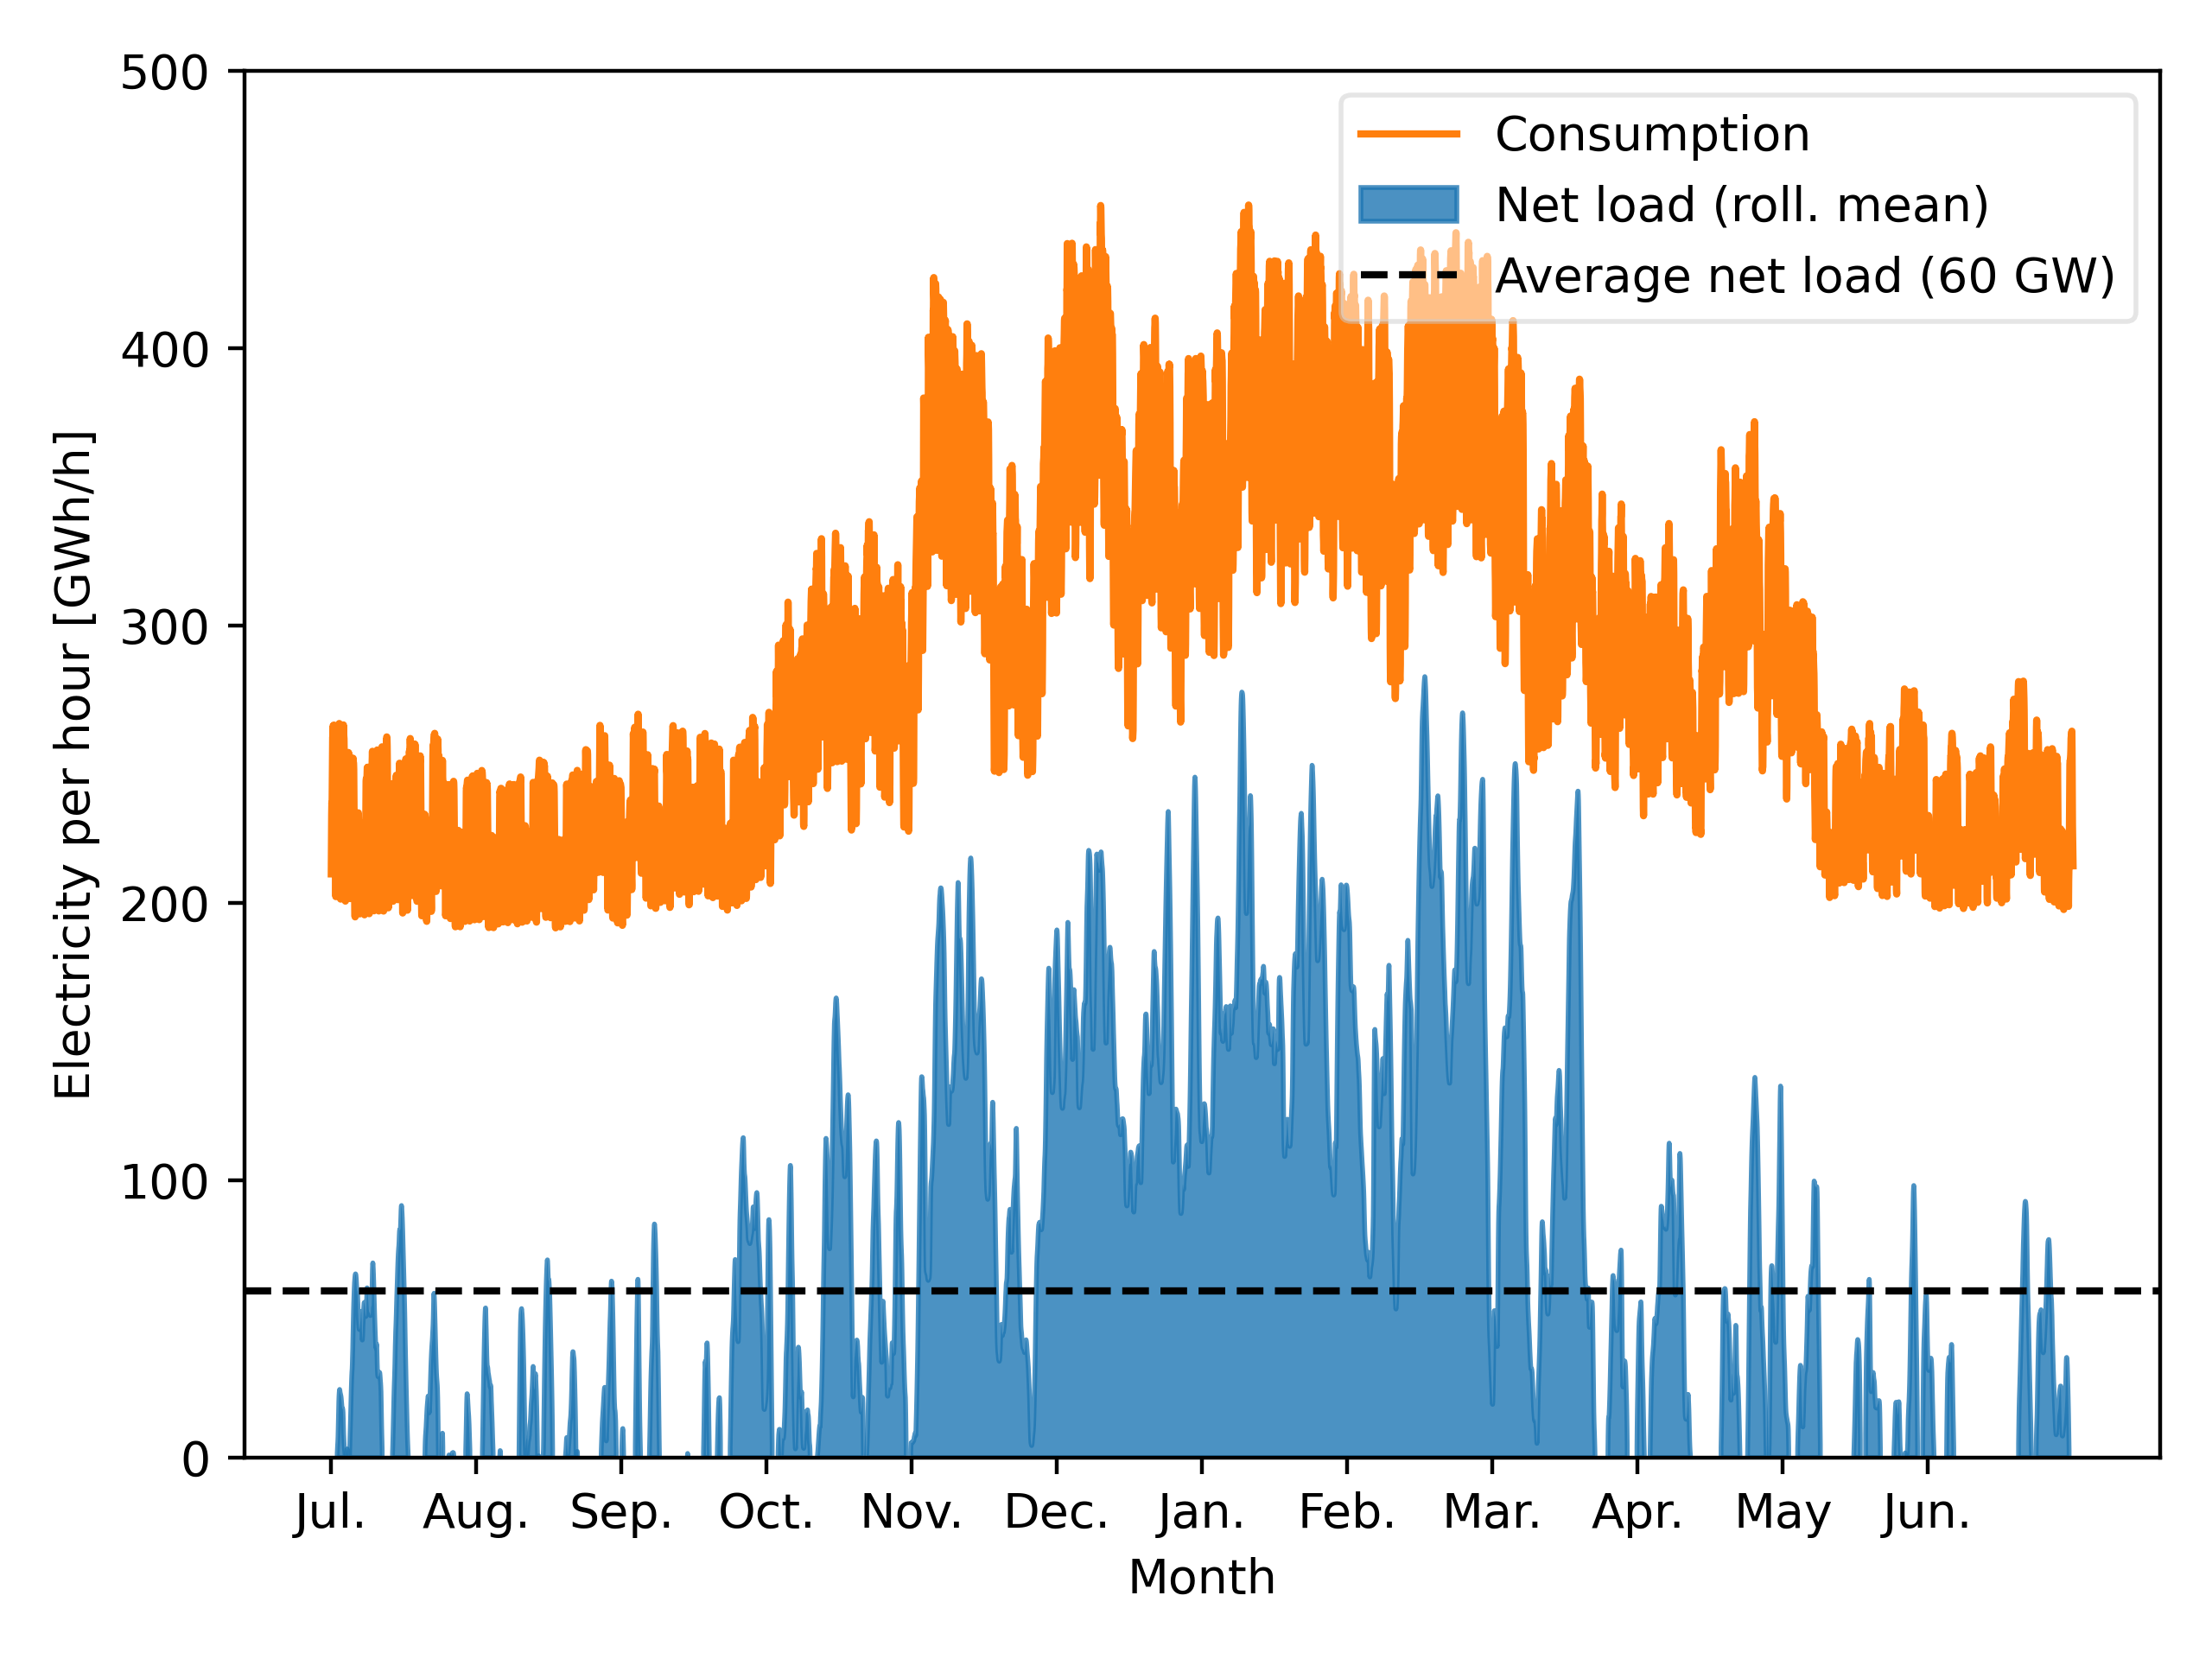 500
400
300
200
100
0
Electricity per hour [GWh/h]
Consumption
Net load (roll. mean)
Average net load (60 GW)
Jul. Aug. Sep. Oct. Nov. Dec. Jan. Feb. Mar. Apr. May Jun.
Month